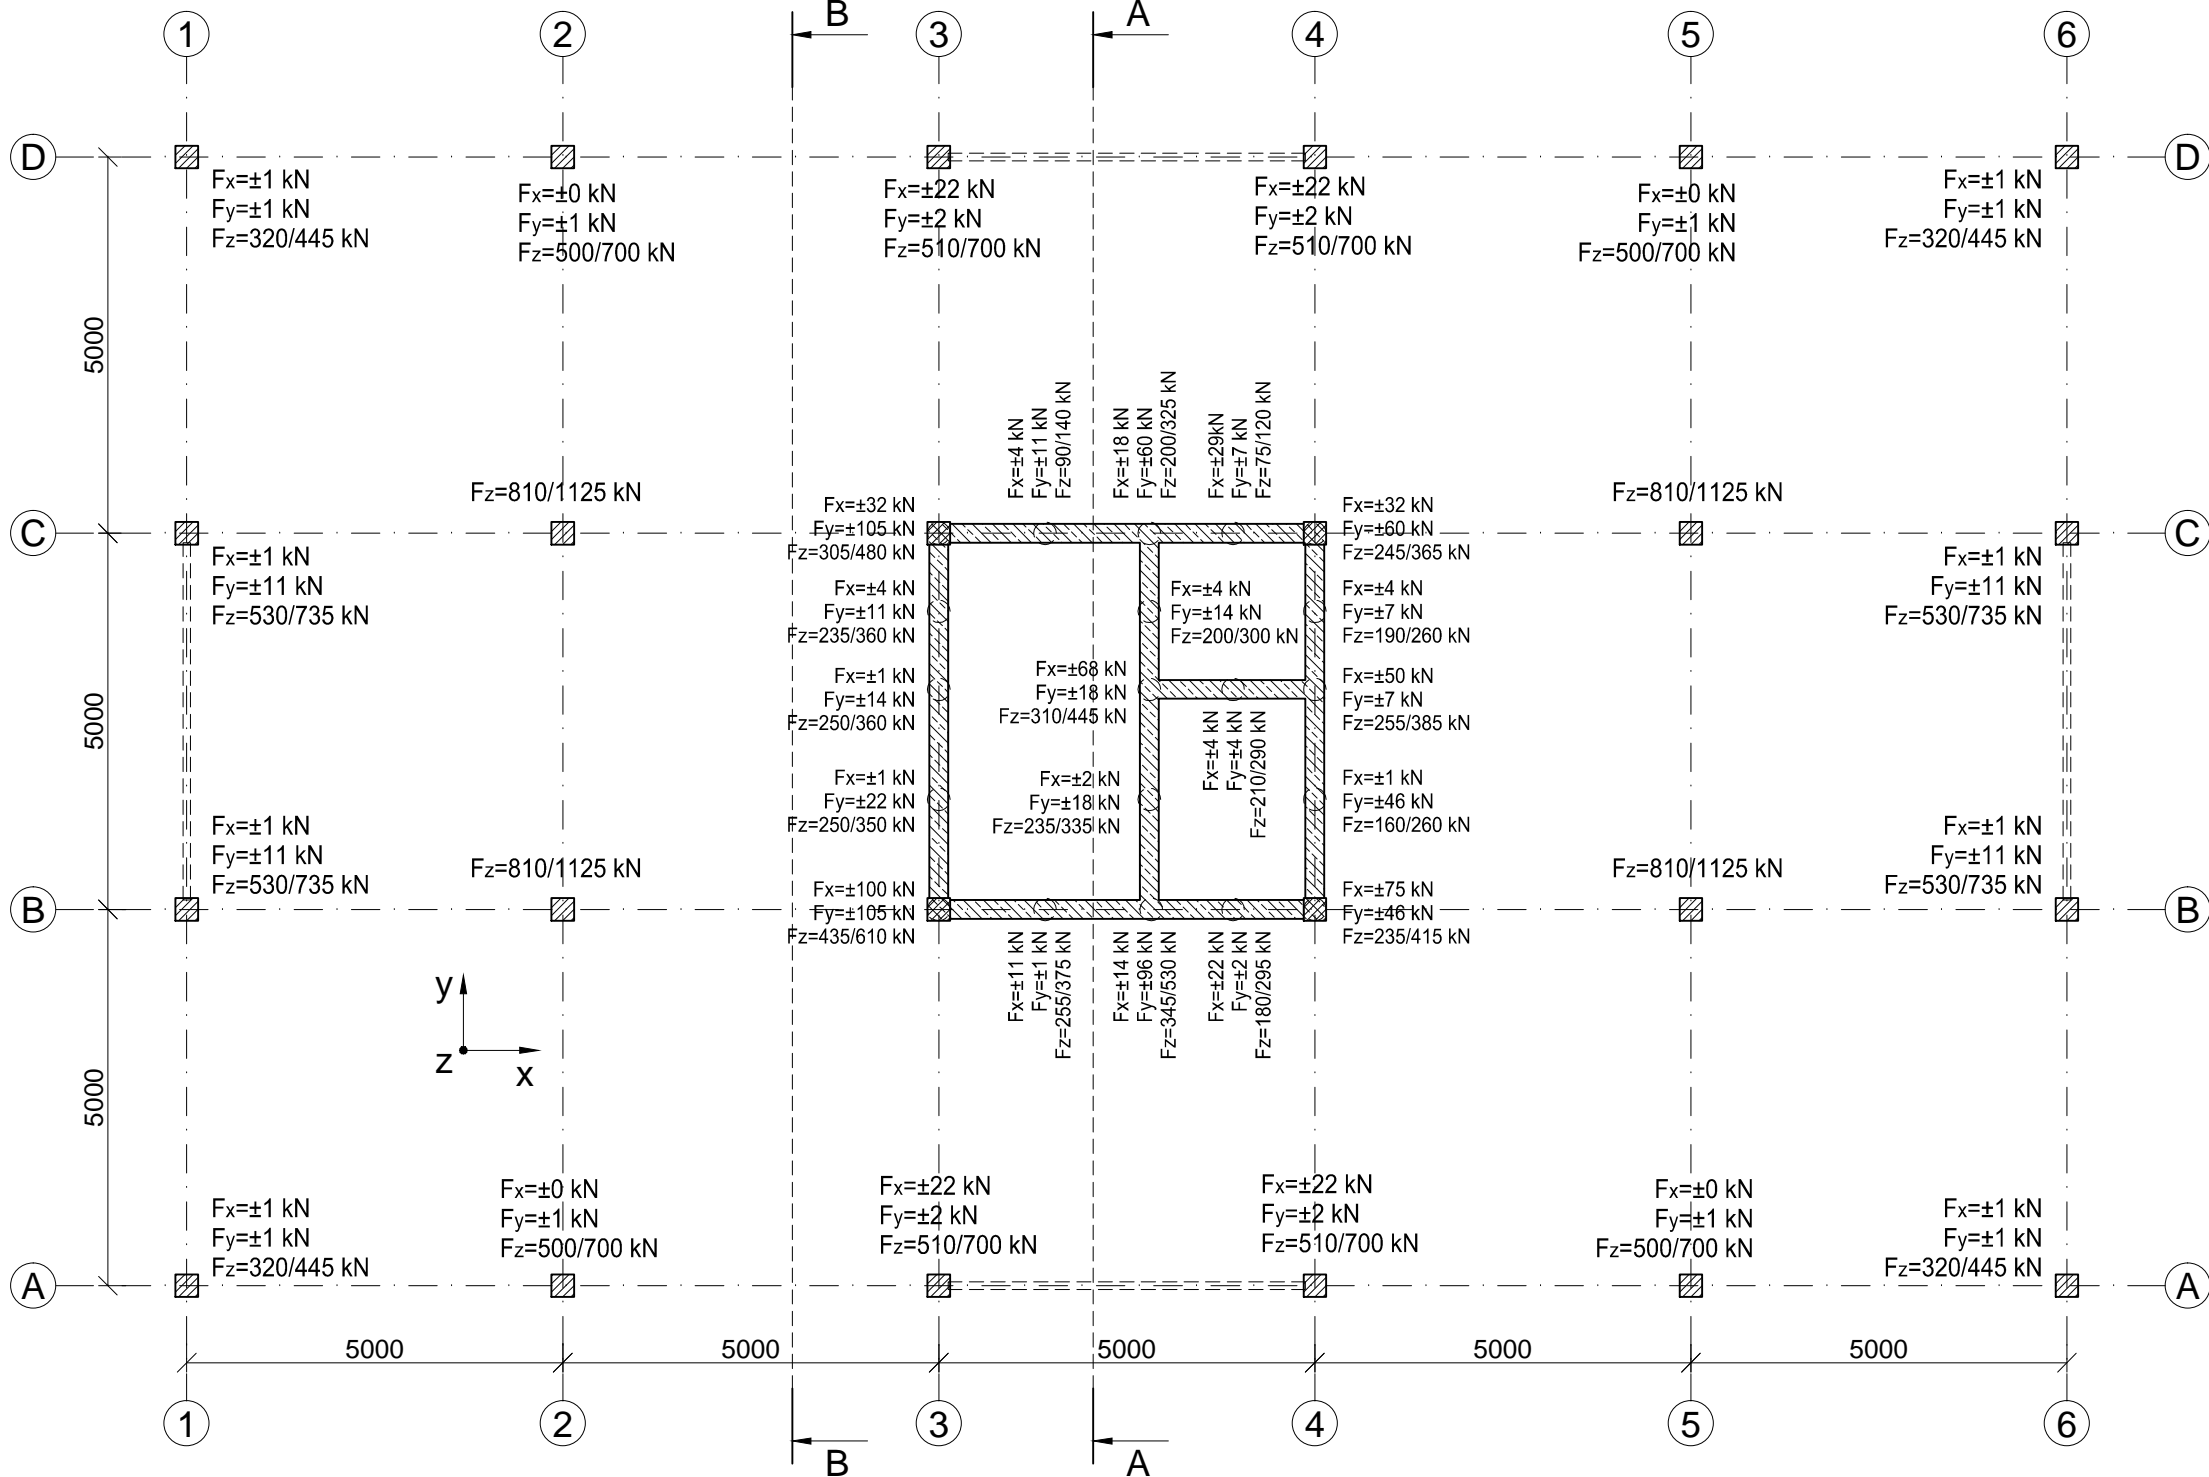 B
A
1
2
3
4
5
6
D
D
Fx=±1 kN
Fy=±1 kN
Fz=320/445 kN
Fx=±0 kN
Fy=±1 kN
Fz=500/700 kN
Fx=±22 kN
Fy=±2 kN
Fz=510/700 kN
Fx=±22 kN
Fy=±2 kN
Fz=510/700 kN
Fx=±0 kN
Fy=±1 kN
Fz=500/700 kN
Fx=±1 kN
Fy=±1 kN
Fz=320/445 kN
5000
Fx=±4 kN
Fy=±11 kN
Fz=90/140 kN
Fx=±18 kN
Fy=±60 kN
Fz=200/325 kN
Fx=±29kN
Fy=±7 kN
Fz=75/120 kN
C
C
Fz=810/1125 kN
Fz=810/1125 kN
Fx=±1 kN
Fy=±11 kN
Fz=530/735 kN
Fx=±32 kN
Fy=±105 kN
Fz=305/480 kN
Fx=±32 kN
Fy=±60 kN
Fz=245/365 kN
Fx=±1 kN
Fy=±11 kN
Fz=530/735 kN
Fx=±4 kN
Fy=±11 kN
Fz=235/360 kN
Fx=±4 kN
Fy=±14 kN
Fz=200/300 kN
Fx=±4 kN
Fy=±7 kN
Fz=190/260 kN
5000
Fx=±1 kN
Fy=±14 kN
Fz=250/360 kN
Fx=±68 kN
Fy=±18 kN
Fz=310/445 kN
Fx=±4 kN
Fy=±4 kN
Fz=210/290 kN
Fx=±50 kN
Fy=±7 kN
Fz=255/385 kN
Fx=±1 kN
Fy=±22 kN
Fz=250/350 kN
Fx=±2 kN
Fy=±18 kN
Fz=235/335 kN
Fx=±1 kN
Fy=±46 kN
Fz=160/260 kN
Fx=±1 kN
Fy=±11 kN
Fz=530/735 kN
Fz=810/1125 kN
Fx=±100 kN
Fy=±105 kN
Fz=435/610 kN
Fx=±75 kN
Fy=±46 kN
Fz=235/415 kN
Fz=810/1125 kN
Fx=±1 kN
Fy=±11 kN
Fz=530/735 kN
B
B
Fx=±11 kN
Fy=±1 kN
Fz=255/375 kN
Fx=±14 kN
Fy=±96 kN
Fz=345/530 kN
Fx=±22 kN
Fy=±2 kN
Fz=180/295 kN
y
z
x
5000
Fx=±1 kN
Fy=±1 kN
Fz=320/445 kN
Fx=±0 kN
Fy=±1 kN
Fz=500/700 kN
Fx=±22 kN
Fy=±2 kN
Fz=510/700 kN
Fx=±22 kN
Fy=±2 kN
Fz=510/700 kN
Fx=±0 kN
Fy=±1 kN
Fz=500/700 kN
Fx=±1 kN
Fy=±1 kN
Fz=320/445 kN
A
A
5000
5000
5000
5000
5000
1
2
3
4
5
6
B
A